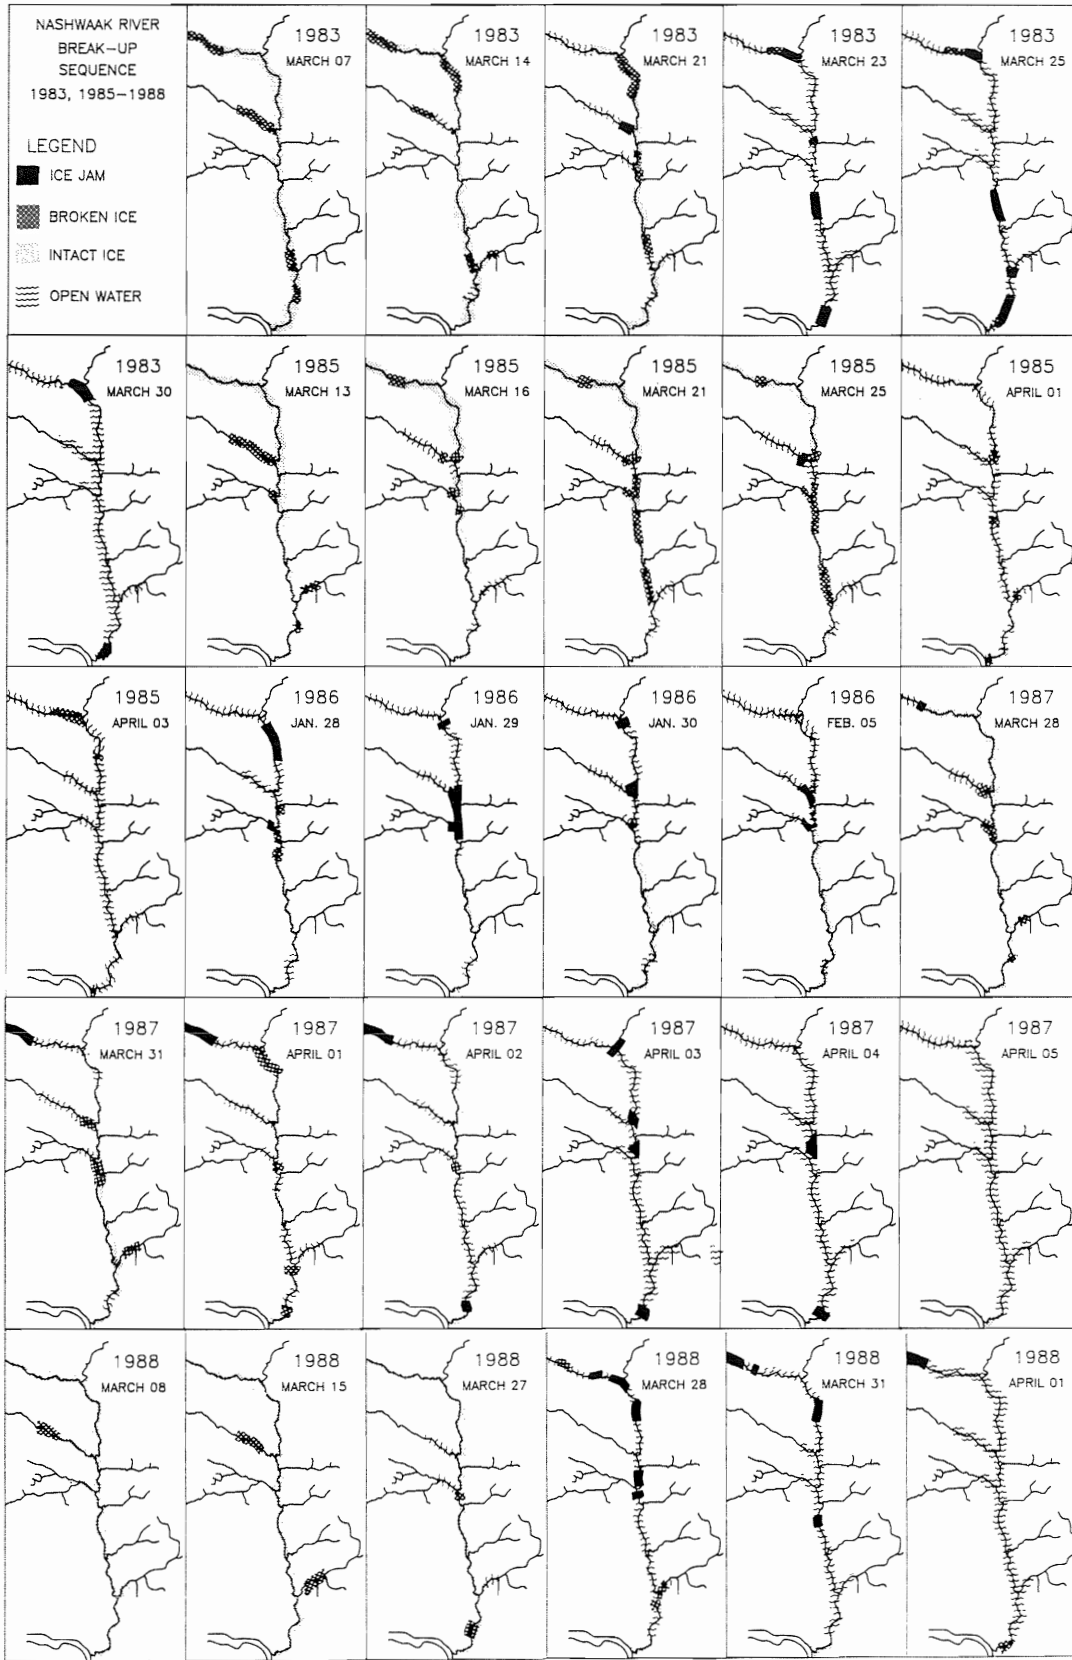 NASHWAAK RIVER
BREAK-UP
SEQUENCE
1983, 1985-1988
LEGEND
ICE JAM
BROKEN ICE
INTACT ICE
OPEN WATER
1983
MARCH 07
1983
MARCH 14
1983
MARCH 21
1983
MARCH 23
1983
MARCH 25
1983
MARCH 30
1985
MARCH 13
1985
MARCH 16
1985
MARCH 21
1985
MARCH 25
1985
APRIL 01
1985
APRIL 03
1986
JAN. 28
1986
JAN. 29
1986
JAN. 30
1986
FEB. 05
1987
MARCH 28
1987
MARCH 31
1987
APRIL 01
1987
APRIL 02
1987
APRIL 03
1987
APRIL 04
1987
APRIL 05
1988
MARCH 08
1988
MARCH 15
1988
MARCH 27
1988
MARCH 28
1988
MARCH 31
1988
APRIL 01